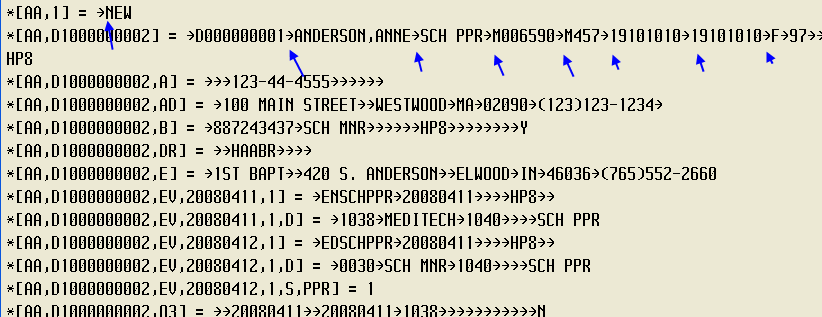 *[AA,1] = →NEW
*[AA,D1000000002] = →D000000001→ANDERSON,ANNE→SCH PPR→M006590→M457→19101010→19101010→F→97→→
HP8
*[AA,D1000000002,A] = →→→123-44-4555→→→→→→
*[AA,D1000000002,AD] = →100 MAIN STREET→→WESTWOOD→MA→02090→(123)123-1234→
*[AA,D1000000002,B] = →887243437→SCH MNR→→→→→→HP8→→→→→→→→Y
*[AA,D1000000002,DR] = →→HAABR→→→→
*[AA,D1000000002,E] = →1ST BAPT→→420 S. ANDERSON→→ELWOOD→IN→46036→(765)552-2660
*[AA,D1000000002,EV,20080411,1] = →ENSCHPPR→20080411→→→→HP8→→
*[AA,D1000000002,EV,20080411,1,D] = →1038→MEDITECH→1040→→→→SCH PPR
*[AA,D1000000002,EV,20080412,1] = →EDSCHPPR→20080411→→→→HP8→→
*[AA,D1000000002,EV,20080412,1,D] = →0030→SCH MNR→1040→→→→SCH PPR
*[AA,D1000000002,EV,20080412,1,S,PPR] = 1
*[AA,D1000000002,O3] = →→20080411→→20080411→1038→→→→→→→→→→→N